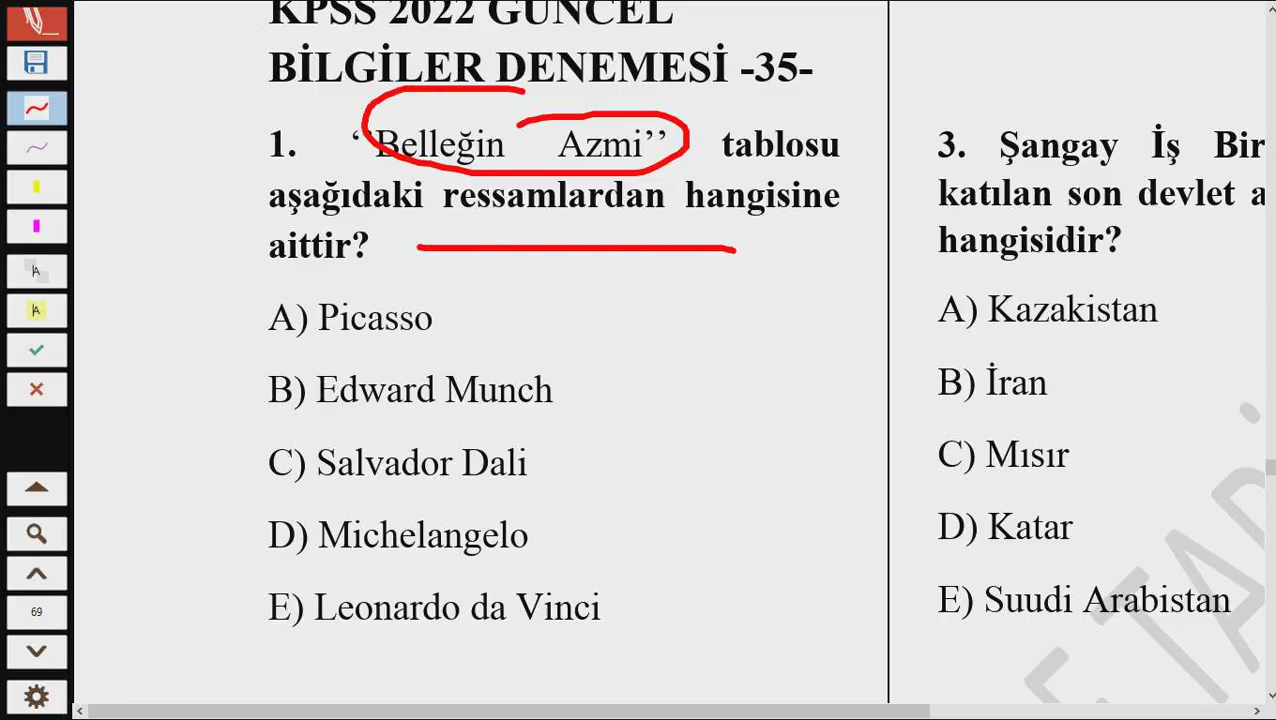 KPSS 2022 GÜNCEL
BİLGİLER DENEMESİ -35-
1. ‘‘Belleğin Azmi’’ tablosu
aşağıdaki ressamlardan hangisine
aittir?
A) Picasso
B) Edward Munch
C) Salvador Dali
D) Michelangelo
E) Leonardo da Vinci
3. Şangay İş Bir
katılan son devlet a
hangisidir?
A) Kazakistan
B) İran
C) Mısır
D) Katar
E) Suudi Arabistan
E TARİ
A
A
69